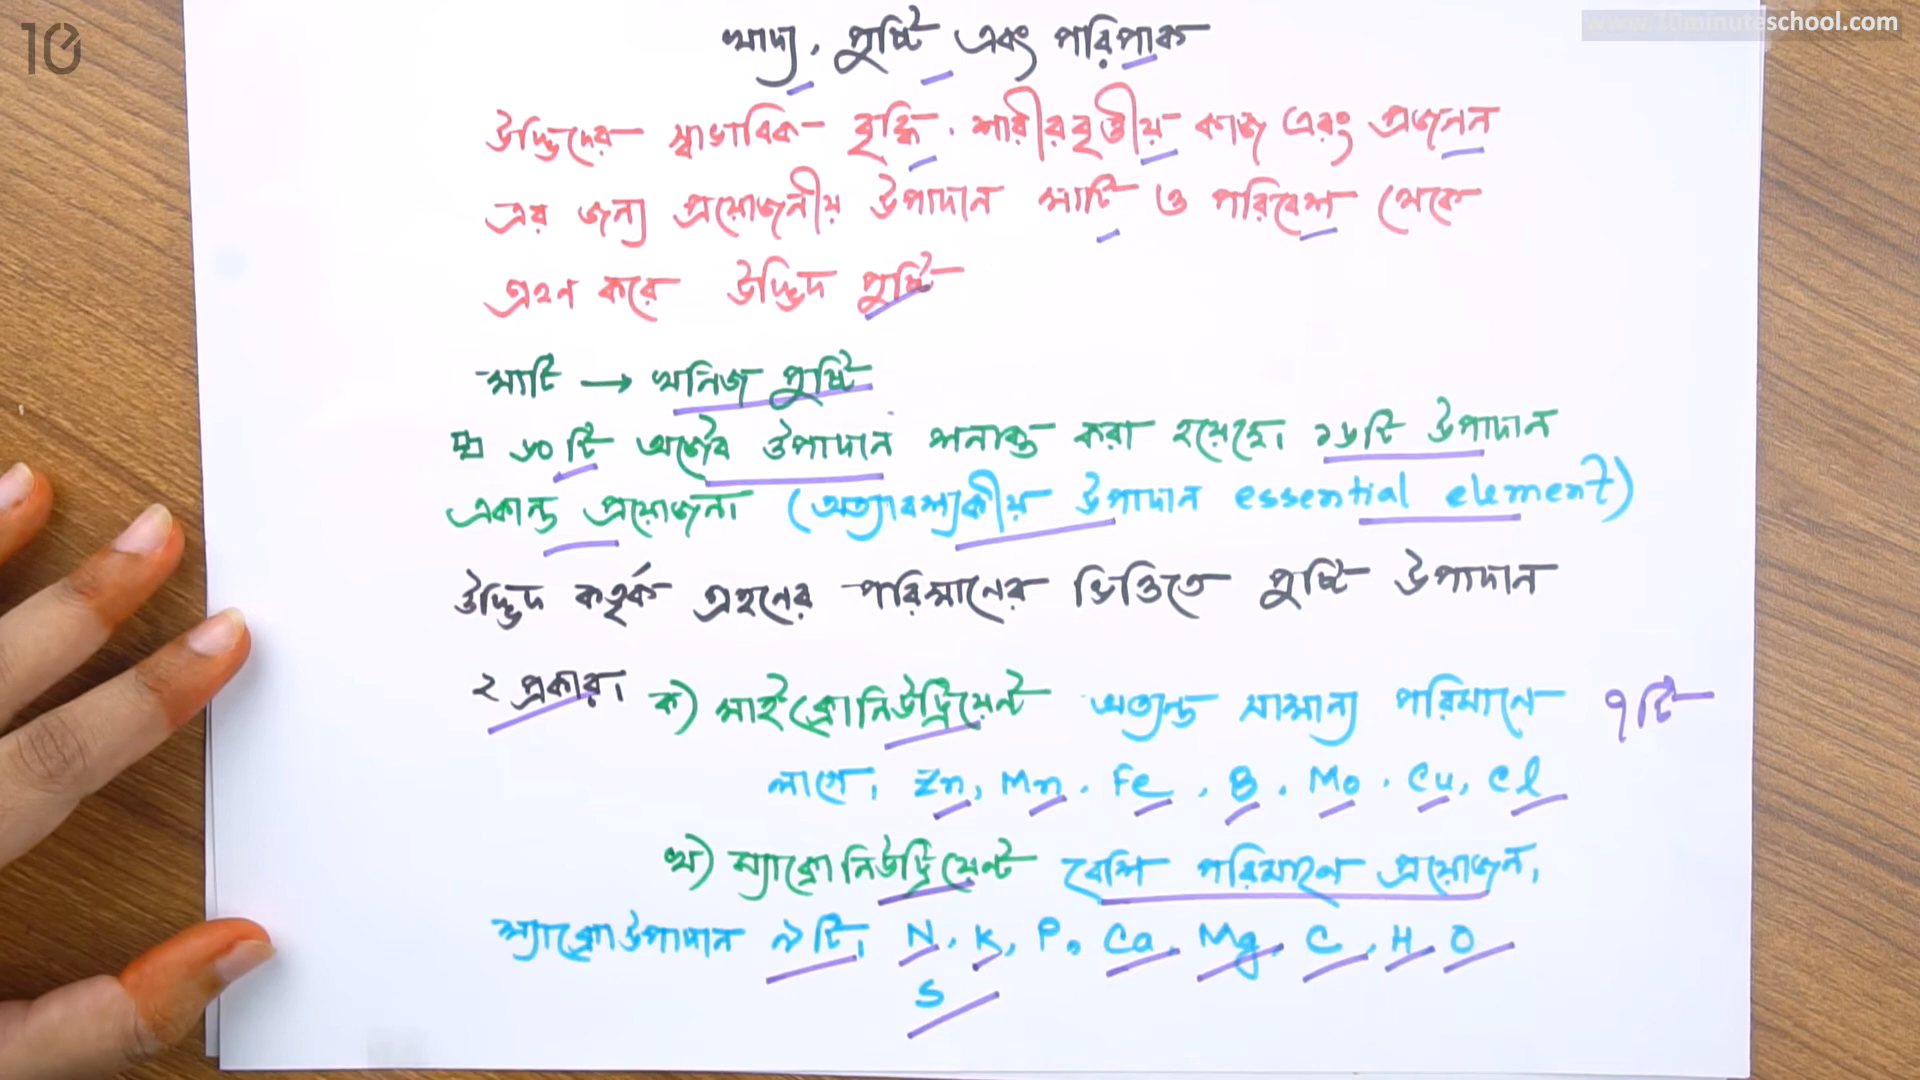 10
www.10minuteschool.com
খাদ্য, পুষ্টি এবং পরিপাক
উদ্ভিদের স্বাভাবিক বৃদ্ধি, শারীরবৃত্তীয় কাজ এবং প্রজনন
এর জন্য প্রয়োজনীয় উপাদান মাটি ও পরিবেশ থেকে
গ্রহণ করে উদ্ভিদ পুষ্টি
মাটি → খনিজ পুষ্টি
৬০ টি অজৈব উপাদান শনাক্ত করা হয়েছে। ১৬টি উপাদান
একান্ত প্রয়োজন। (অত্যাবশ্যকীয় উপাদান essential element)
উদ্ভিদ কর্তৃক গ্রহনের পরিমানের ভিত্তিতে পুষ্টি উপাদান
২ প্রকার। ক) মাইক্রোনিউট্রিয়েন্ট অত্যন্ত সামান্য পরিমানে ৭টি
লাগে। Zn, Mn, Fe, B, Mo, Cu, Cl
খ) ম্যাক্রোনিউট্রিয়েন্ট বেশি পরিমানে প্রয়োজন,
ম্যাক্রোউপাদান ৯টি। N, K, P, Ca, Mg, C, H, O
S